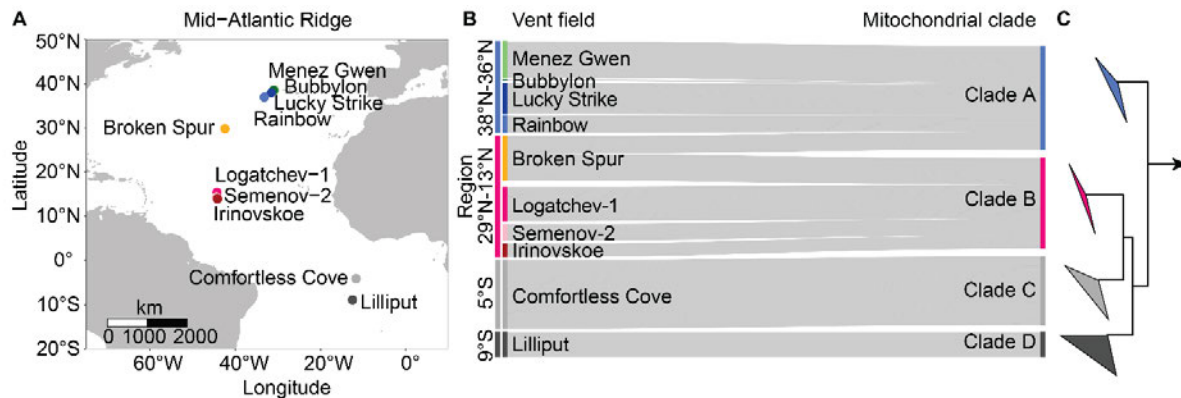 A
Mid-Atlantic Ridge
50°N
40°N
30°N
20°N
10°N
0°
10°S
20°S
Latitude
Menez Gwen
Bubbylon
Lucky Strike
Rainbow
Broken Spur
Logatchev-1
Semenov-2
Irinovskoe
Comfortless Cove
Lilliput
km
0 1000 2000
60°W 40°W 20°W 0°
Longitude
B
Vent field
Mitochondrial clade
Region
38°N-36°N
29°N-13°N
5°S
9°S
Menez Gwen
Bubbylon
Lucky Strike
Rainbow
Broken Spur
Logatchev-1
Semenov-2
Irinovskoe
Comfortless Cove
Lilliput
Clade A
Clade B
Clade C
Clade D
C